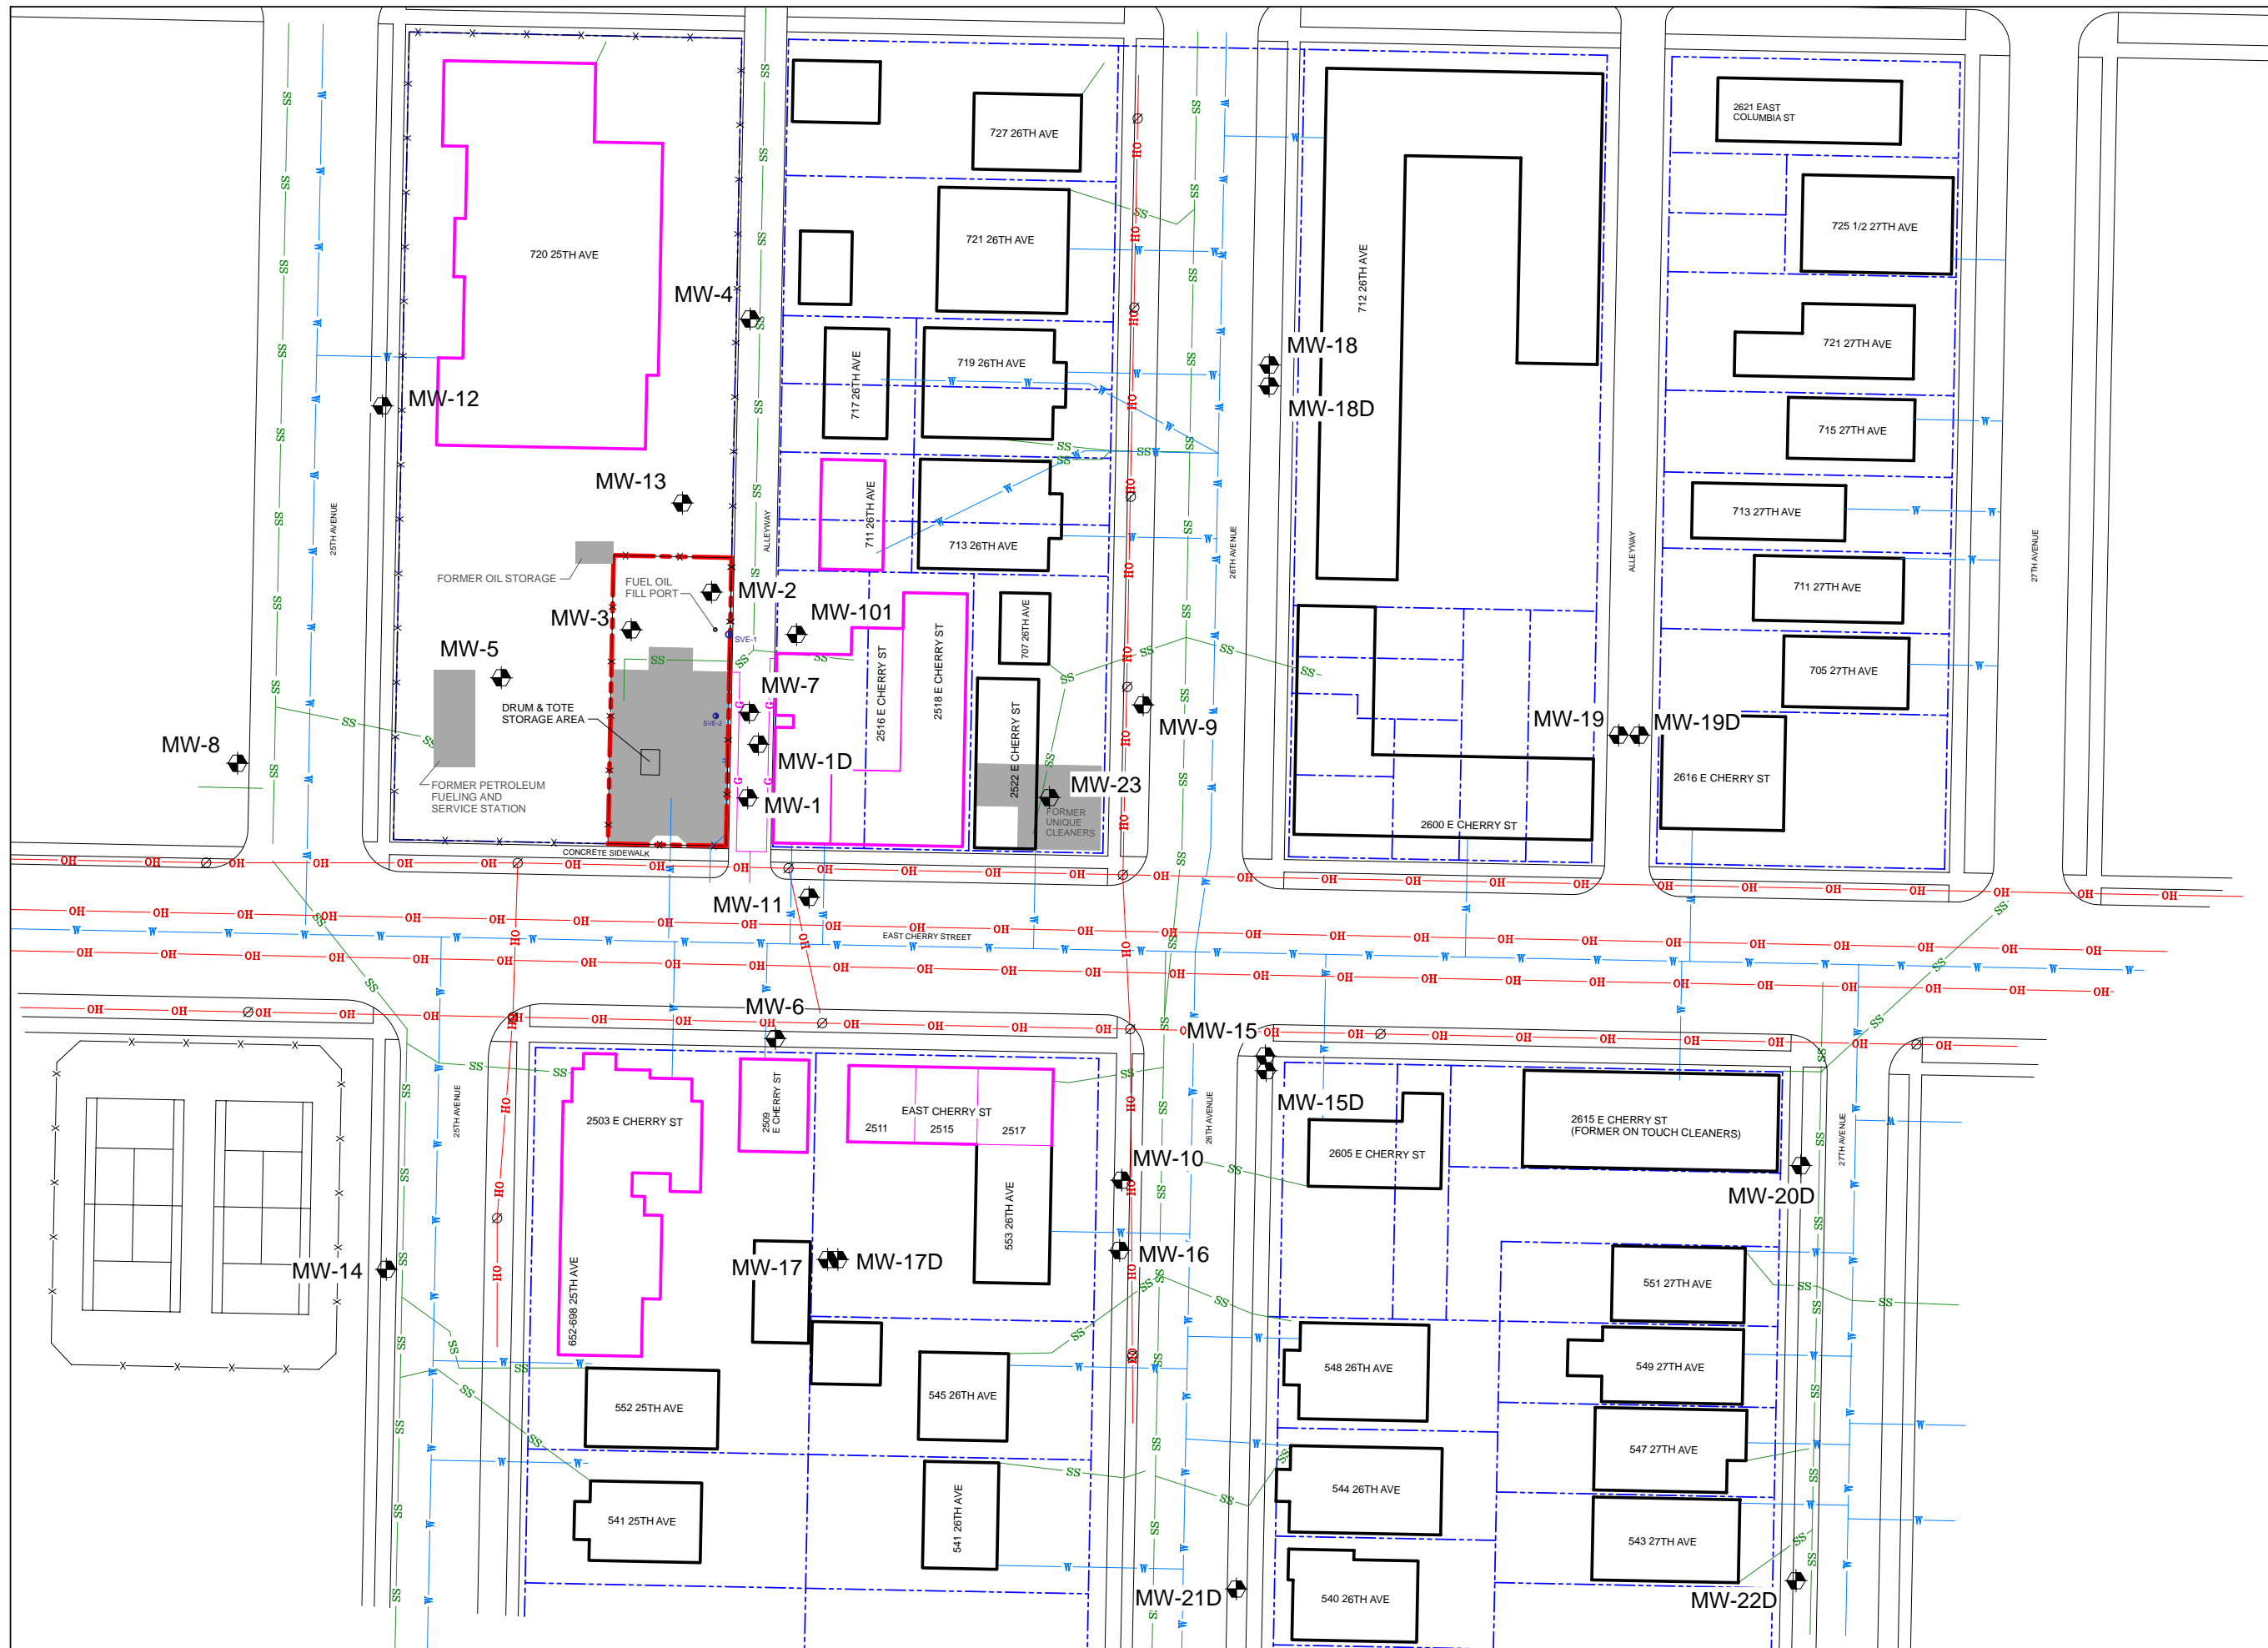 2621 EAST
COLUMBIA ST
727 26TH AVE
720 25TH AVE
721 26TH AVE
725 1/2 27TH AVE
712 26TH AVE
MW-4
MW-18
MW-18D
717 26TH AVE
719 26TH AVE
721 27TH AVE
MW-12
715 27TH AVE
MW-13
25TH AVENUE
ALLEYWAY
711 26TH AVE
713 26TH AVE
26TH AVENUE
ALLEYWAY
713 27TH AVE
27TH AVENUE
FORMER OIL STORAGE
FUEL OIL
FILL PORT
MW-2
711 27TH AVE
MW-3
MW-101
SVE-1
707 26TH AVE
MW-5
2516 E CHERRY ST
2518 E CHERRY ST
705 27TH AVE
MW-7
DRUM & TOTE
STORAGE AREA
SVE-2
MW-9
MW-19
MW-19D
MW-8
MW-1D
2522 E CHERRY ST
2616 E CHERRY ST
FORMER PETROLEUM
FUELING AND
SERVICE STATION
MW-1
MW-23
FORMER
UNIQUE
CLEANERS
2600 E CHERRY ST
CONCRETE SIDEWALK
MW-11
EAST CHERRY STREET
MW-6
MW-15
25TH AVENUE
2503 E CHERRY ST
2509
E CHERRY ST
EAST CHERRY ST
2511
2515
2517
26TH AVENUE
MW-15D
2605 E CHERRY ST
2615 E CHERRY ST
(FORMER ON TOUCH CLEANERS)
27TH AVENUE
MW-10
MW-20D
553 26TH AVE
MW-14
652-698 25TH AVE
MW-17
MW-17D
MW-16
551 27TH AVE
548 26TH AVE
549 27TH AVE
552 25TH AVE
545 26TH AVE
547 27TH AVE
544 26TH AVE
541 25TH AVE
541 26TH AVE
543 27TH AVE
MW-21D
540 26TH AVE
MW-22D